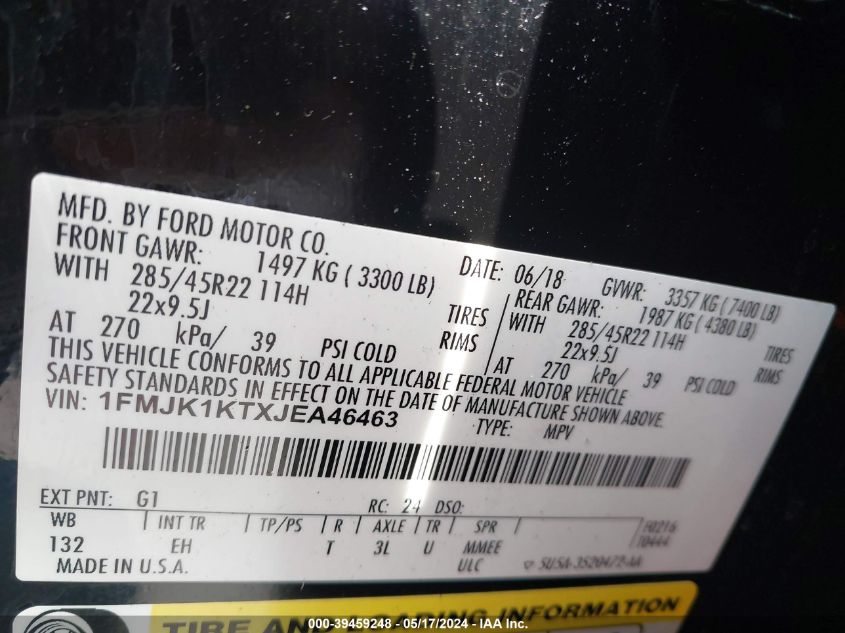 MFD. BY FORD MOTOR CO.
DATE: 06/18
GVWR: 3357 KG (7400 LB)
FRONT GAWR: 1497 KG ( 3300 LB)
REAR GAWR: 1987 KG (4380 LB)
WITH 285/45R22 114H TIRES
WITH 285/45R22 114H TIRES
22x9.5J RIMS
22x9.5J RIMS
AT 270 kPa/ 39 PSI COLD
AT 270 kPa/ 39 PSI COLD
THIS VEHICLE CONFORMS TO ALL APPLICABLE FEDERAL MOTOR VEHICLE
SAFETY STANDARDS IN EFFECT ON THE DATE OF MANUFACTURE SHOWN ABOVE.
VIN: 1FMJK1KTXJEA46463
TYPE: MPV
EXT PNT: G1 RC: 24 DSO:
WB INT TR TP/PS R AXLE TR SPR F0216
132 EH T 3L U MMEE 10444
MADE IN U.S.A. ULC
TIRE AND LOADING INFORMATION
000-39459248 - 05/17/2024 - IAA Inc.